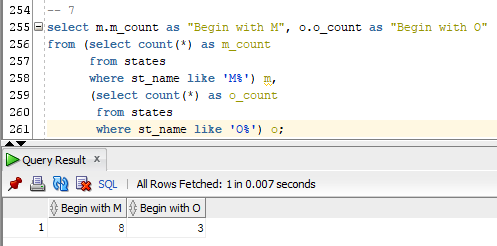 254 -- 7
255 select m.m_count as "Begin with M", o.o_count as "Begin with O"
256 from (select count(*) as m_count
257 from states
258 where st_name like 'M%') m,
259 (select count(*) as o_count
260 from states
261 where st_name like 'O%') o;
Query Result x
SQL | All Rows Fetched: 1 in 0.007 seconds
Begin with M Begin with O
1 8 3